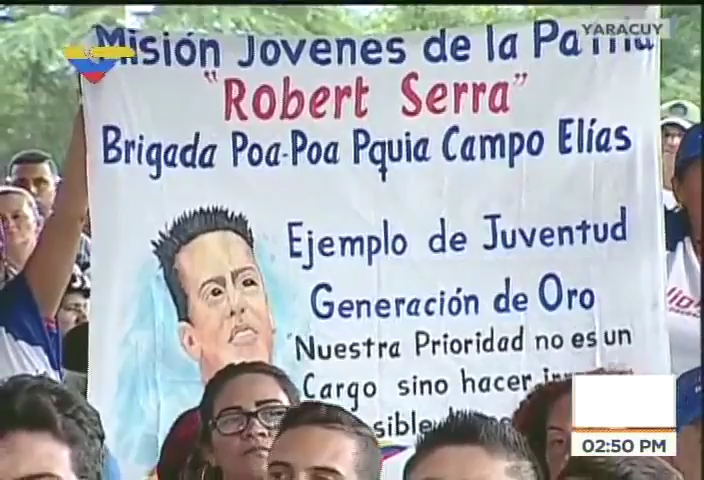 YARACUY
Misión Jovenes de la Patria
"Robert Serra"
Brigada Poa-Poa Pquia Campo Elías
Ejemplo de Juventud
Generación de Oro
"Nuestra Prioridad no es un
Cargo sino hacer
02:50 PM